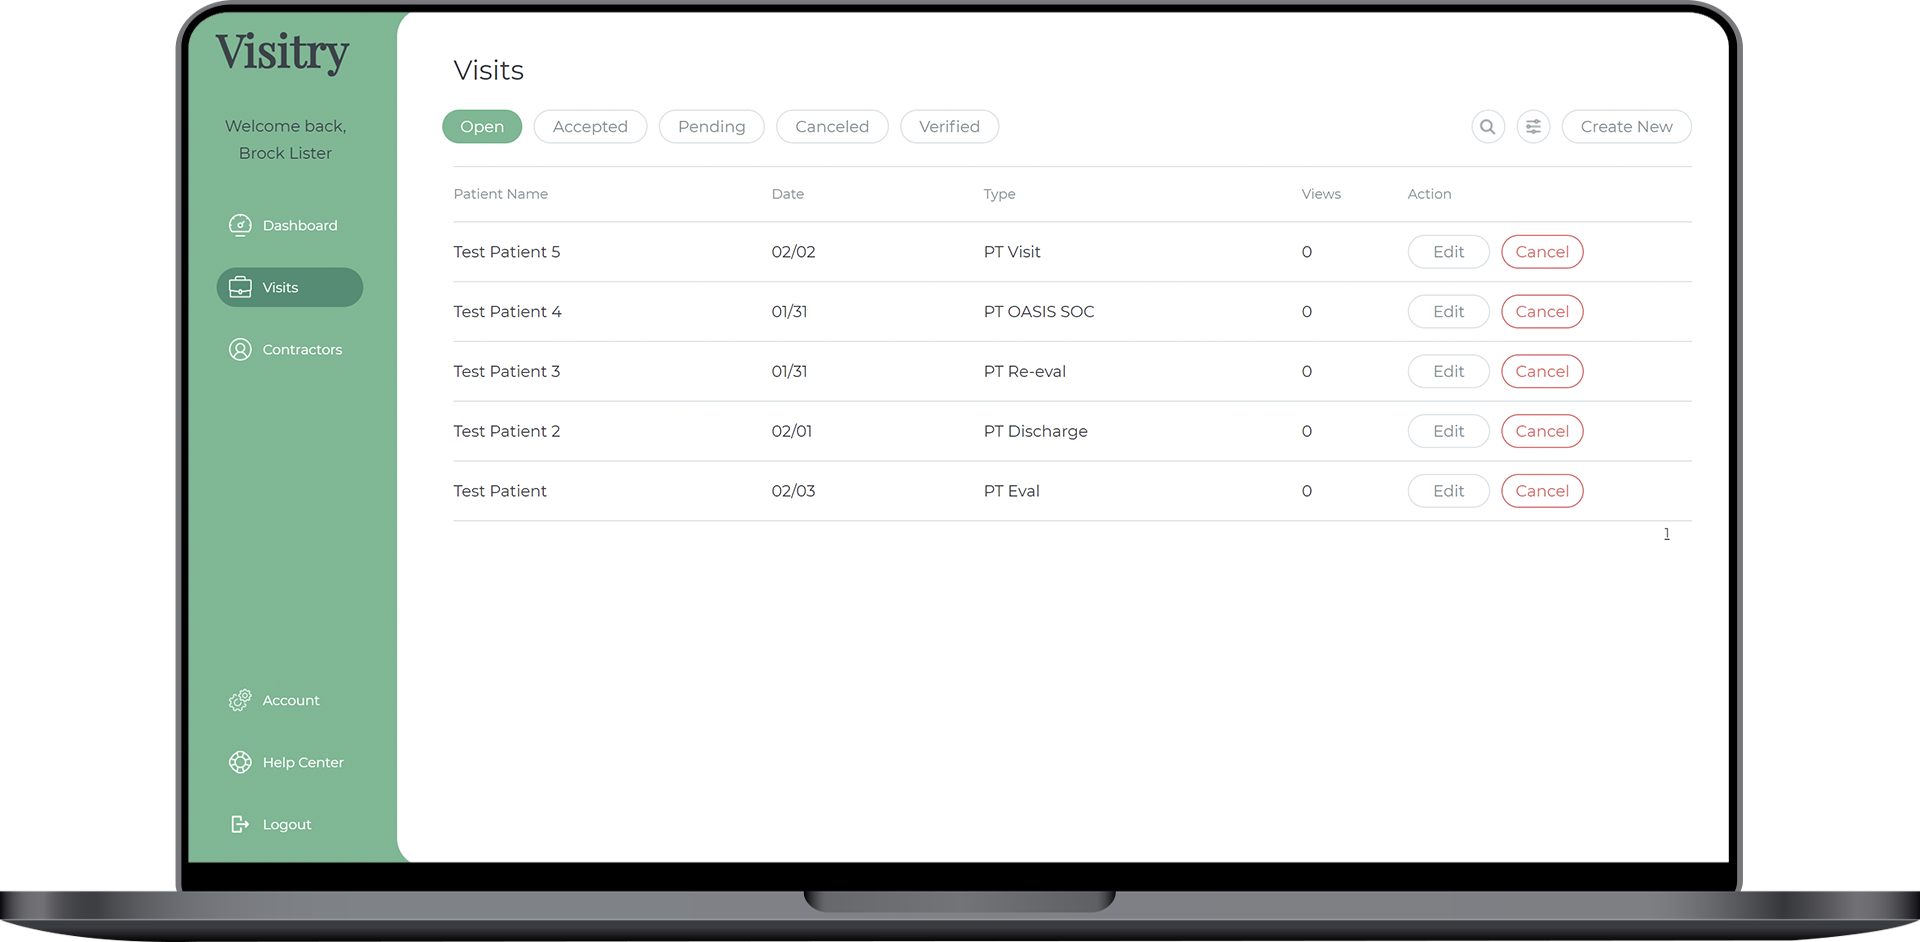 Visitry
Welcome back,
Brock Lister
Dashboard
Visits
Contractors
Account
Help Center
Logout
Visits
Open Accepted Pending Canceled Verified Create New
Patient Name Date Type Views Action
Test Patient 5 02/02 PT Visit 0 Edit Cancel
Test Patient 4 01/31 PT OASIS SOC 0 Edit Cancel
Test Patient 3 01/31 PT Re-eval 0 Edit Cancel
Test Patient 2 02/01 PT Discharge 0 Edit Cancel
Test Patient 02/03 PT Eval 0 Edit Cancel
1